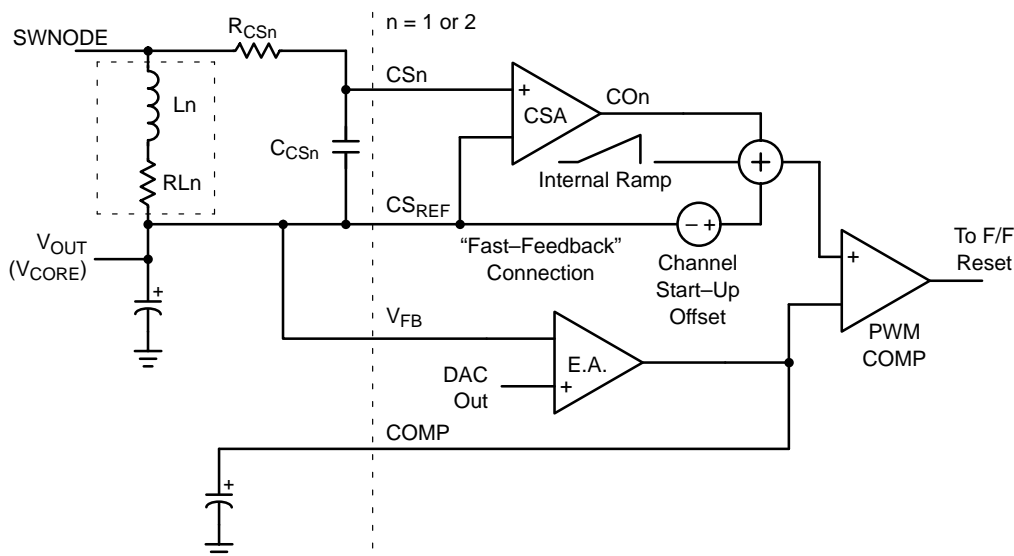 SWNODE
RCSn
n = 1 or 2
CSn
Ln
CCSn
RLn
+
CSA
COn
Internal Ramp
+
CSREF
– +
"Fast–Feedback"
Connection
Channel
Start–Up
Offset
VOUT
(VCORE)
+
VFB
E.A.
DAC
Out
+
+
PWM
COMP
To F/F
Reset
COMP
+